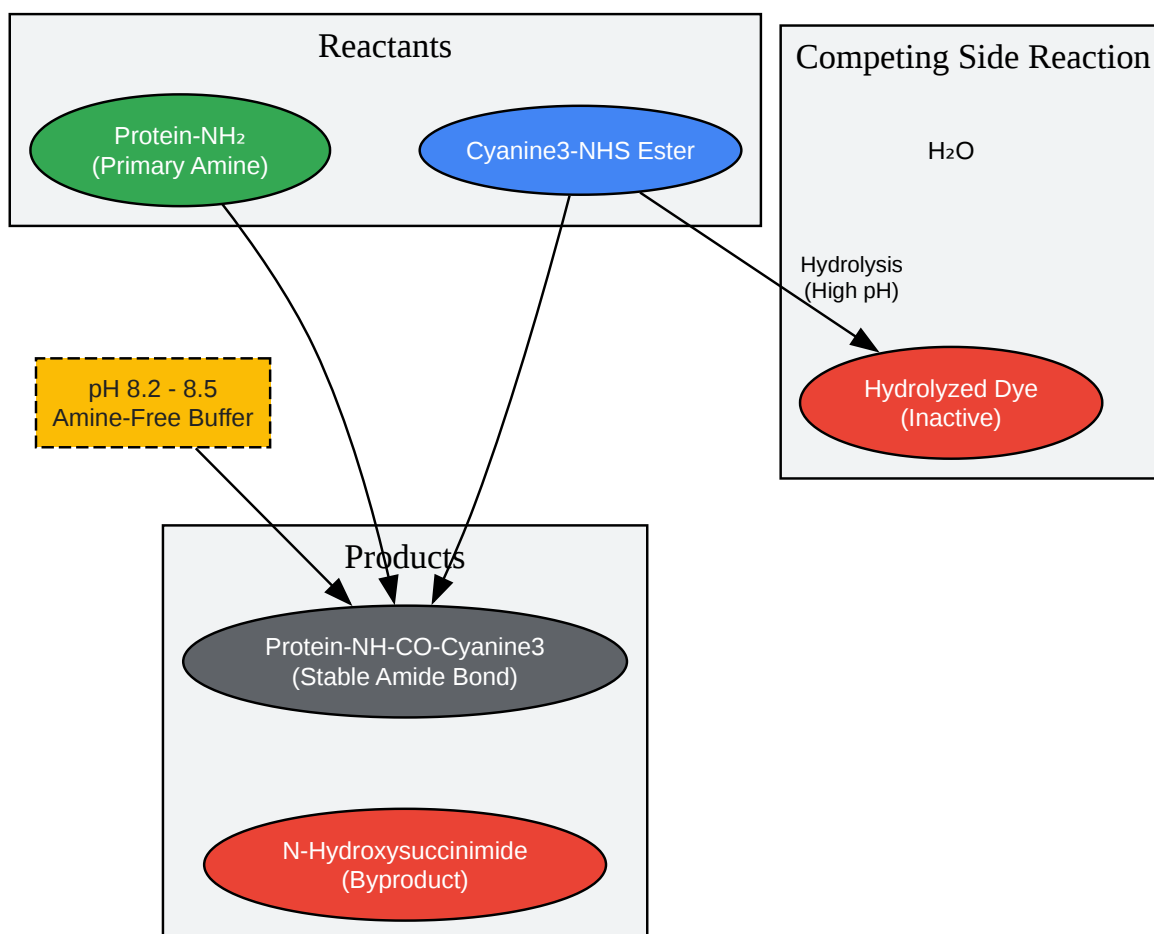 Reactants
Protein-NH₂
(Primary Amine)
Cyanine3-NHS Ester
Competing Side Reaction
H₂O
Hydrolysis
(High pH)
Hydrolyzed Dye
(Inactive)
pH 8.2 - 8.5
Amine-Free Buffer
Products
Protein-NH-CO-Cyanine3
(Stable Amide Bond)
N-Hydroxysuccinimide
(Byproduct)